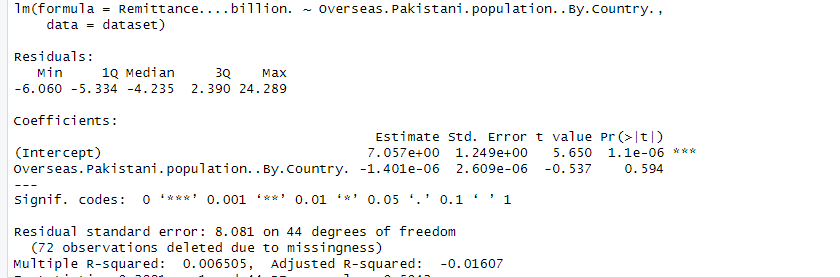 lm(formula = Remittance....billion. ~ Overseas.Pakistani.population..By.Country.,
    data = dataset)
Residuals:
   Min     1Q Median     3Q    Max
-6.060 -5.334 -4.235  2.390 24.289
Coefficients:
                                             Estimate Std. Error t value Pr(>|t|)
(Intercept)                                 7.057e+00  1.249e+00   5.650  1.1e-06 ***
Overseas.Pakistani.population..By.Country. -1.401e-06  2.609e-06  -0.537    0.594
---
Signif. codes:  0 ‘***’ 0.001 ‘**’ 0.01 ‘*’ 0.05 ‘.’ 0.1 ‘ ’ 1
Residual standard error: 8.081 on 44 degrees of freedom
  (72 observations deleted due to missingness)
Multiple R-squared:  0.006505,  Adjusted R-squared:  -0.01607